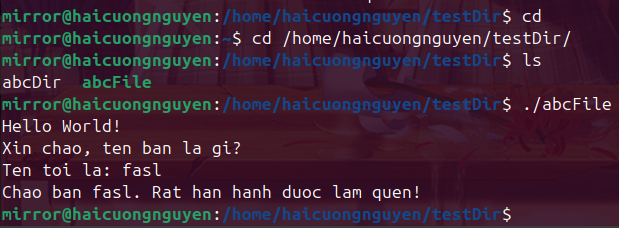 mirror@haicuongnguyen:/home/haicuongnguyen/testDir$ cd
mirror@haicuongnguyen:~$ cd /home/haicuongnguyen/testDir/
mirror@haicuongnguyen:/home/haicuongnguyen/testDir$ ls
abcDir  abcFile
mirror@haicuongnguyen:/home/haicuongnguyen/testDir$ ./abcFile
Hello World!
Xin chao, ten ban la gi?
Ten toi la: fasl
Chao ban fasl. Rat han hanh duoc lam quen!
mirror@haicuongnguyen:/home/haicuongnguyen/testDir$